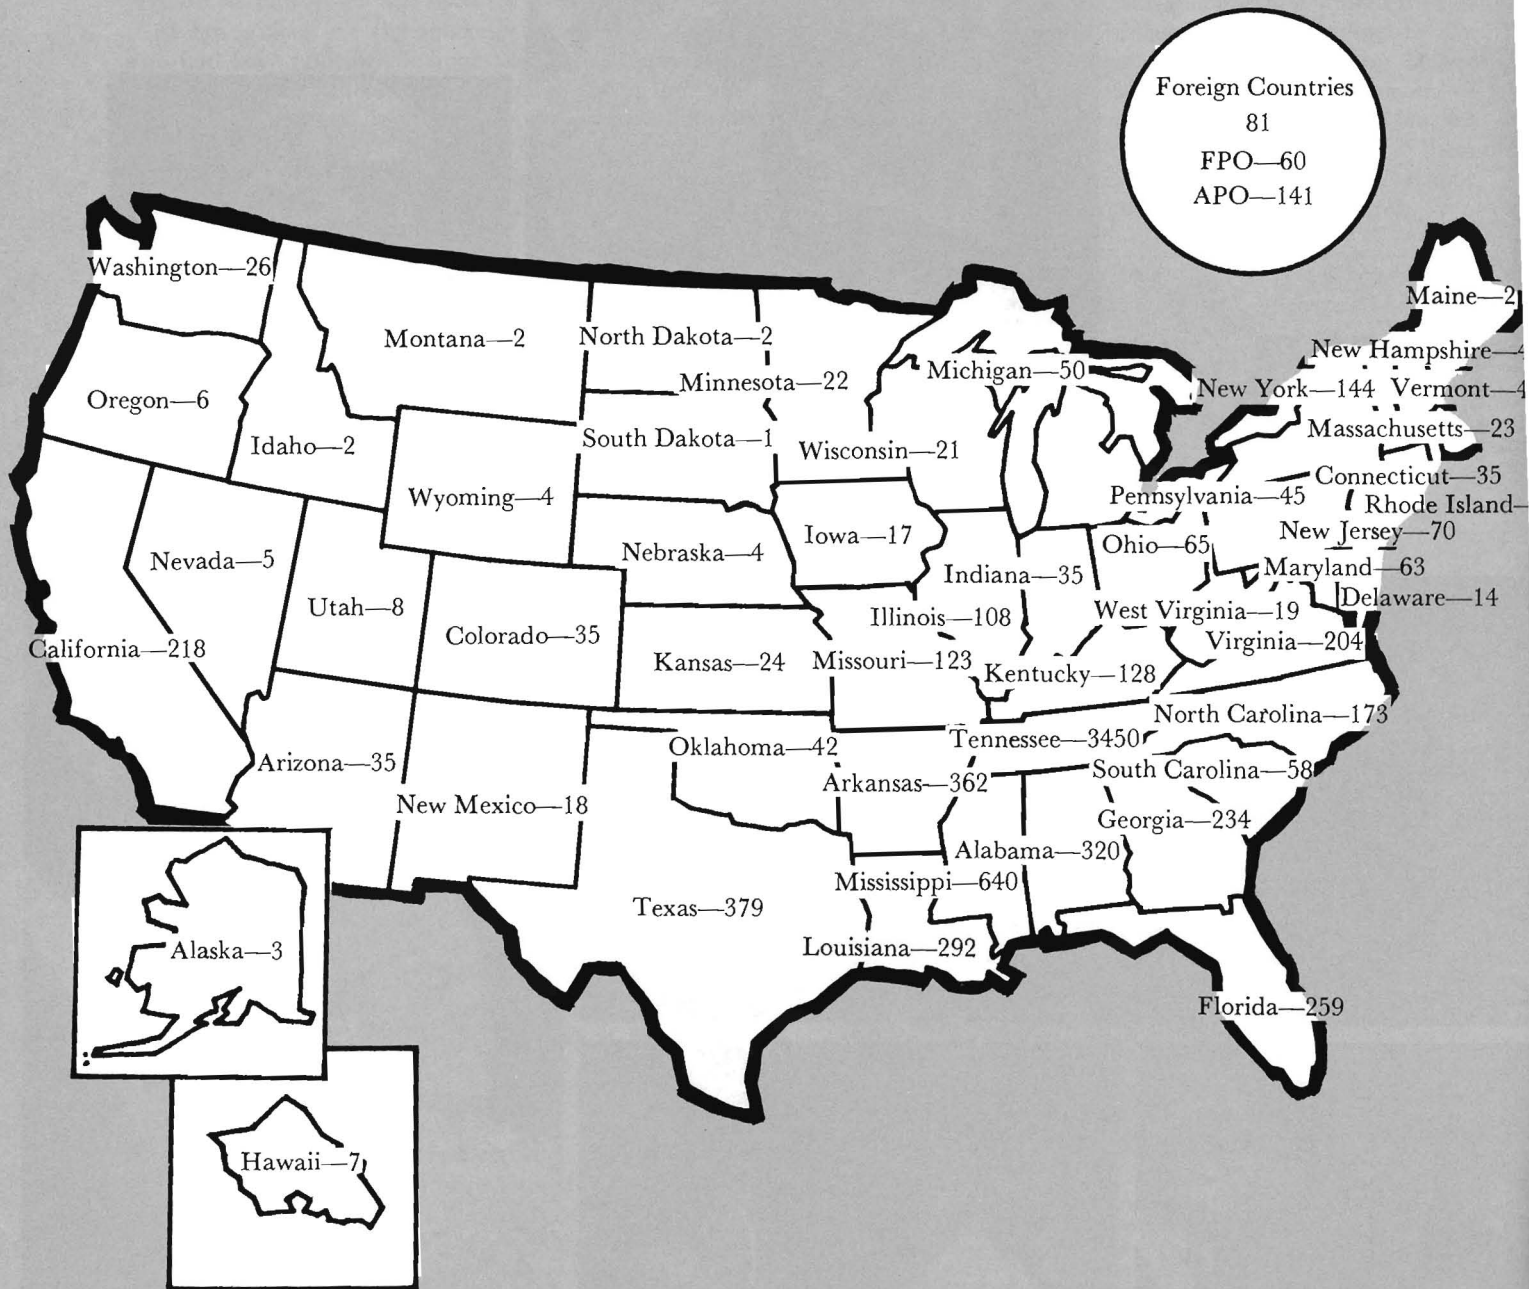 Foreign Countries
81
FPO—60
APO—141
Washington—26
Maine—2
Montana—2
North Dakota—2
New Hampshire—4
Minnesota—22
Michigan—50
New York—144
Vermont—4
Oregon—6
Idaho—2
South Dakota—1
Wisconsin—21
Massachusetts—23
Wyoming—4
Pennsylvania—45
Connecticut—35
Rhode Island—
Nevada—5
Nebraska—4
Iowa—17
Ohio—65
New Jersey—70
Indiana—35
Maryland—63
Utah—8
Illinois—108
West Virginia—19
Delaware—14
California—218
Colorado—35
Kansas—24
Missouri—123
Kentucky—128
Virginia—204
North Carolina—173
Arizona—35
Oklahoma—42
Tennessee—3450
New Mexico—18
Arkansas—362
South Carolina—58
Georgia—234
Alabama—320
Mississippi—640
Texas—379
Louisiana—292
Alaska—3
Florida—259
Hawaii—7